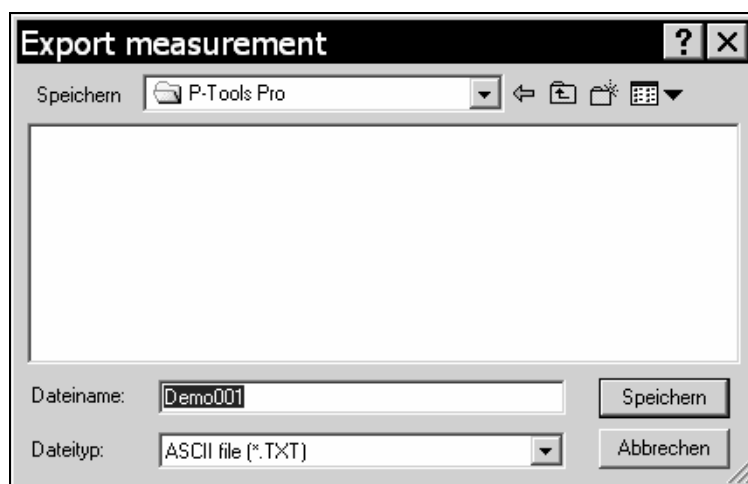 Export measurement
Speichern P-Tools Pro
Dateiname: Demo001 Speichern
Dateityp: ASCII file (*.TXT) Abbrechen